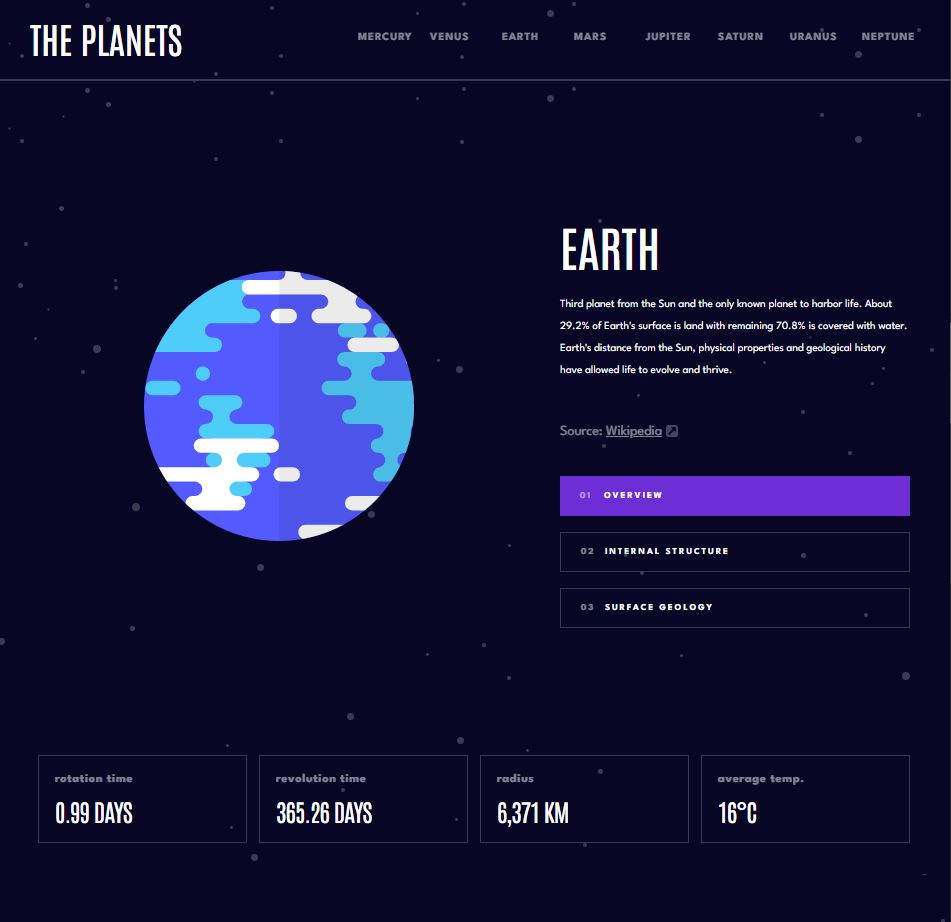 THE PLANETS
MERCURY VENUS EARTH MARS JUPITER SATURN URANUS NEPTUNE
EARTH
Third planet from the Sun and the only known planet to harbor life. About
29.2% of Earth's surface is land with remaining 70.8% is covered with water.
Earth's distance from the Sun, physical properties and geological history
have allowed life to evolve and thrive.
Source: Wikipedia
01 OVERVIEW
02 INTERNAL STRUCTURE
03 SURFACE GEOLOGY
rotation time
0.99 DAYS
revolution time
365.26 DAYS
radius
6,371 KM
average temp.
16°C